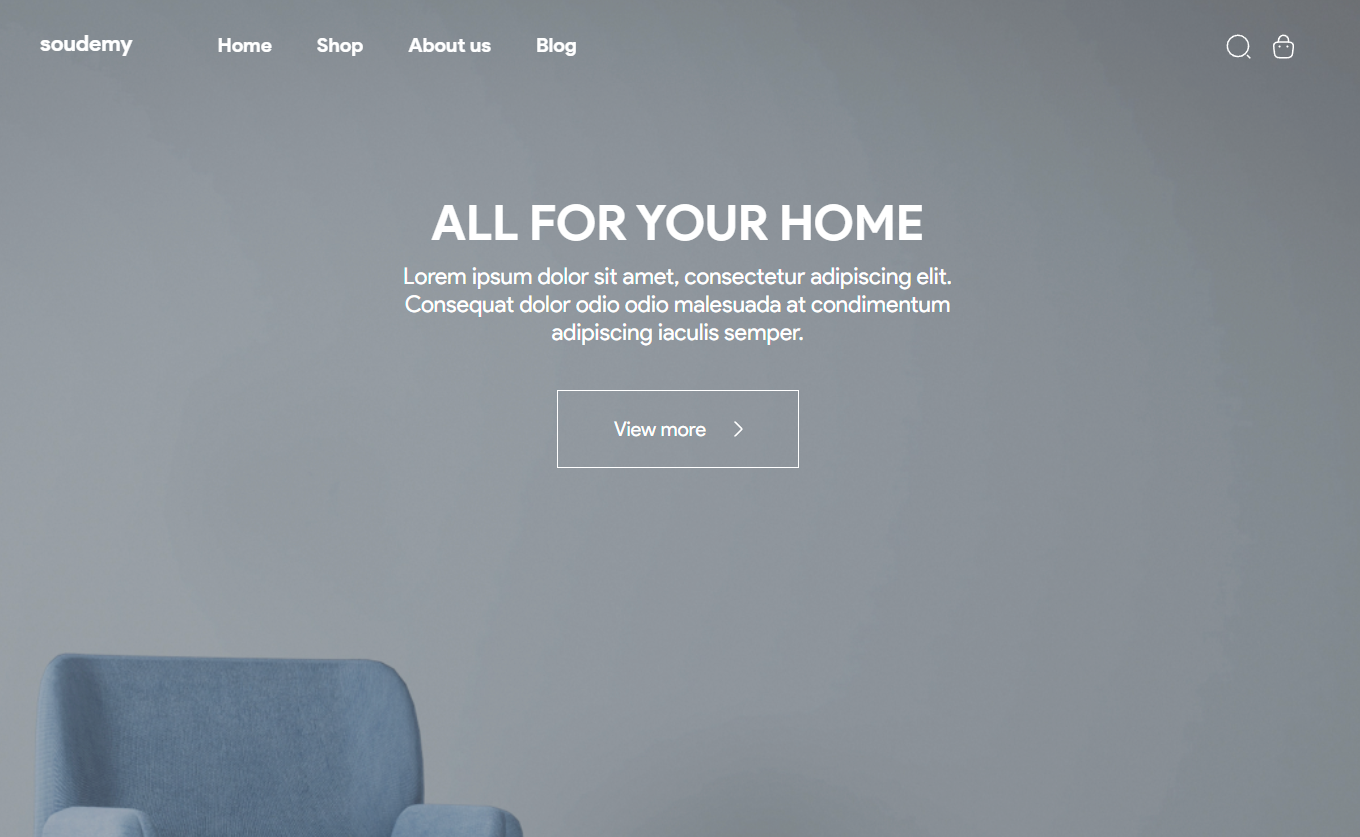 soudemy
Home
Shop
About us
Blog
ALL FOR YOUR HOME
Lorem ipsum dolor sit amet, consectetur adipiscing elit.
Consequat dolor odio odio malesuada at condimentum
adipiscing iaculis semper.
View more